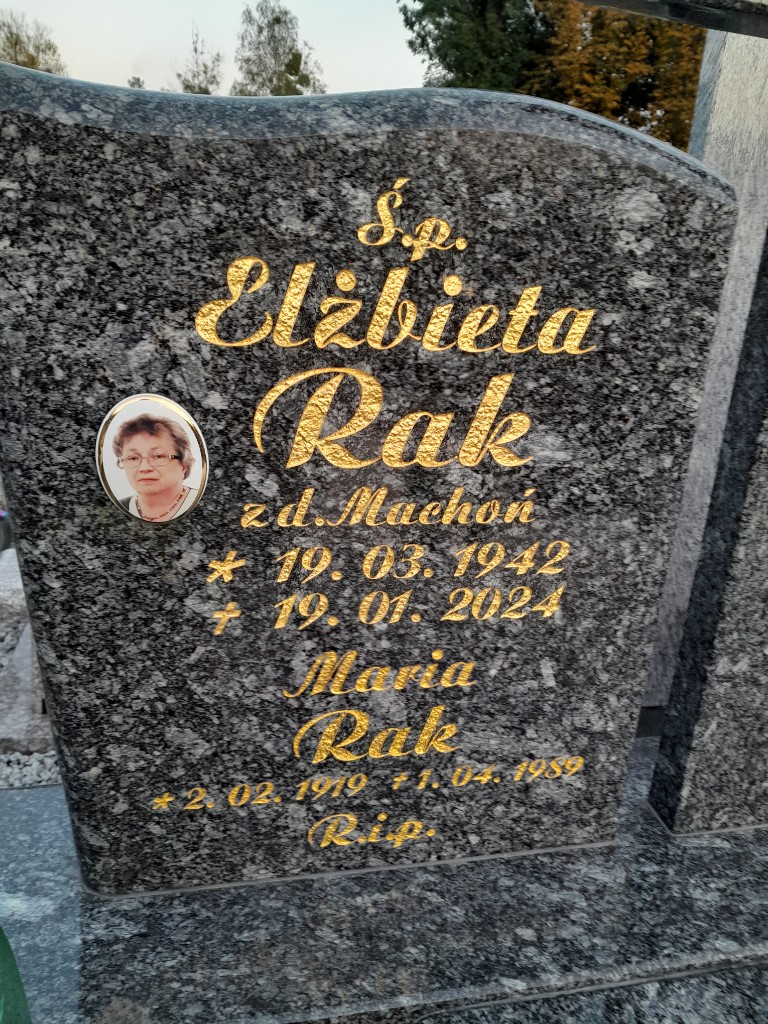 Ś.p.
Elżbieta
Rak
z d. Machoń
* 19. 03. 1942
† 19. 01. 2024
Maria
Rak
* 2. 02. 1919 † 1. 04. 1989
R.i.p.